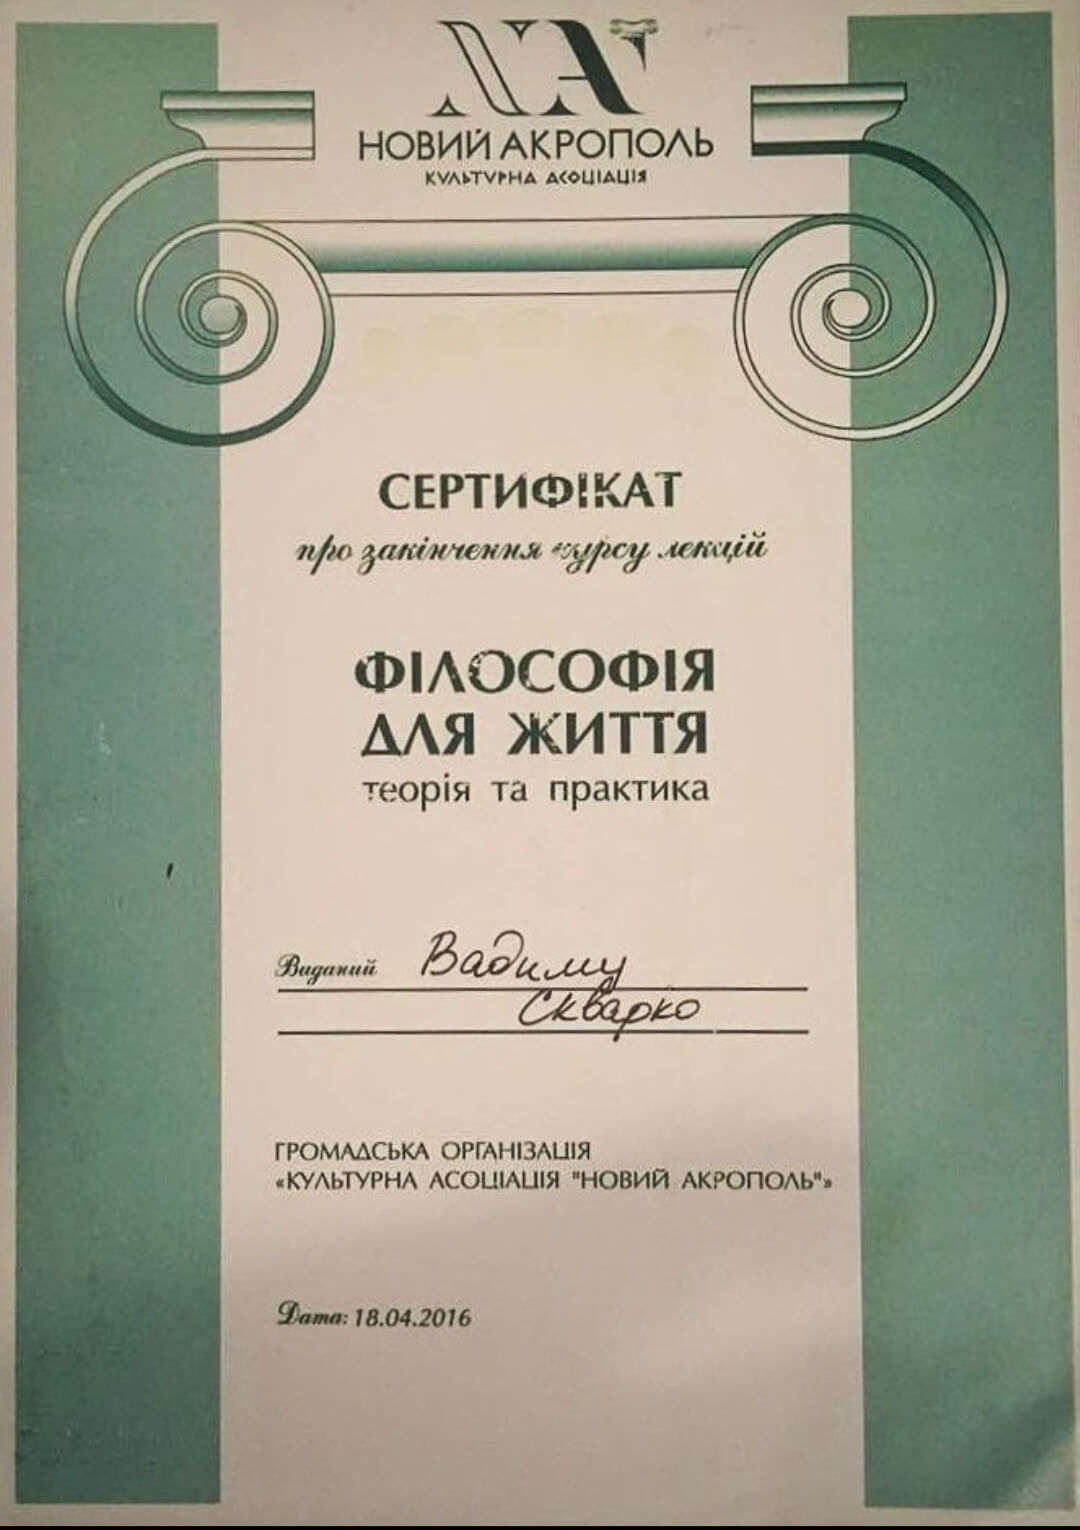 NA
НОВИЙ АКРОПОЛЬ
КУЛЬТУРНА АСОЦІАЦІЯ
СЕРТИФІКАТ
про закінчення курсу лекцій
ФІЛОСОФІЯ
ДЛЯ ЖИТТЯ
теорія та практика
Виданий Вадиму
Скварко
ГРОМАДСЬКА ОРГАНІЗАЦІЯ
«КУЛЬТУРНА АСОЦІАЦІЯ "НОВИЙ АКРОПОЛЬ"»
Дата: 18.04.2016